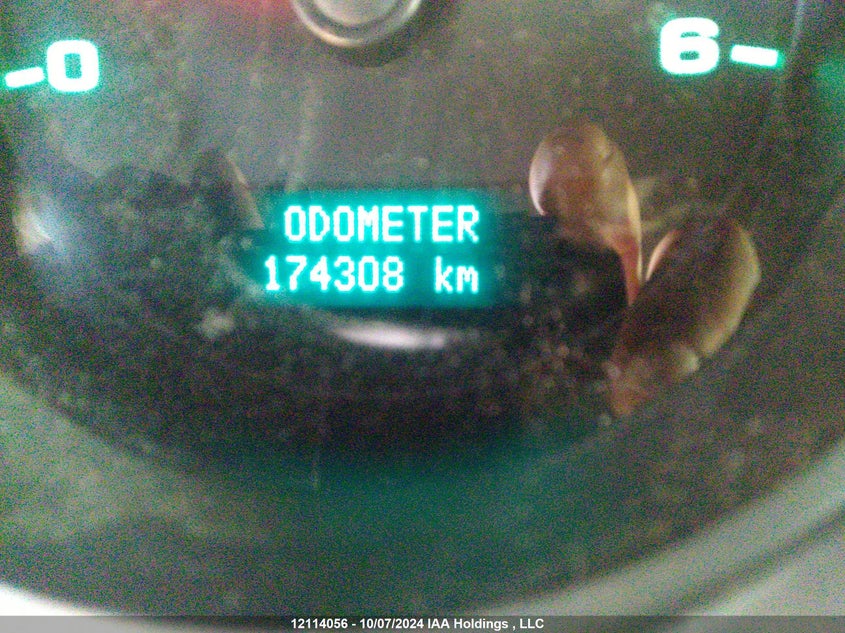 -0
6-
ODOMETER
174308 km
12114056 - 10/07/2024 IAA Holdings , LLC